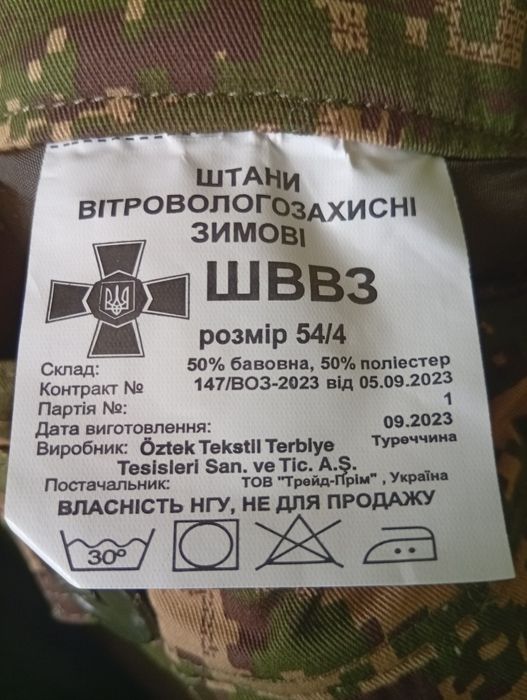 ШТАНИ
ВІТРОВОЛОГОЗАХИСНІ
ЗИМОВІ
ШВВЗ
розмір 54/4
Склад: 50% бавовна, 50% поліестер
Контракт № 147/ВОЗ-2023 від 05.09.2023
Партія №: 1
Дата виготовлення: 09.2023
Виробник: Öztek Tekstil Terbiye Туреччина
Tesisleri San. ve Tic. A.Ş.
Постачальник: ТОВ "Трейд-Прім" , Україна
ВЛАСНІСТЬ НГУ, НЕ ДЛЯ ПРОДАЖУ
30°